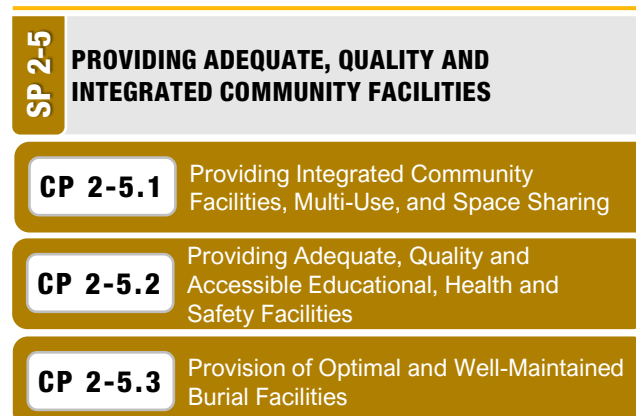 SP 2-5
PROVIDING ADEQUATE, QUALITY AND
INTEGRATED COMMUNITY FACILITIES
CP 2-5.1
Providing Integrated Community
Facilities, Multi-Use, and Space Sharing
CP 2-5.2
Providing Adequate, Quality and
Accessible Educational, Health and
Safety Facilities
CP 2-5.3
Provision of Optimal and Well-Maintained
Burial Facilities